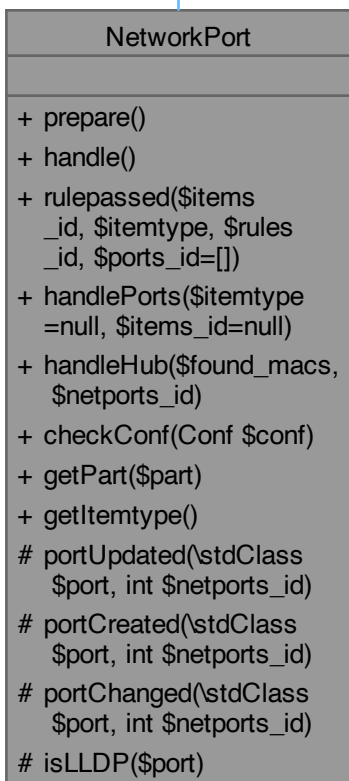 NetworkPort
+ prepare()
+ handle()
+ rulepassed($items
_id, $itemtype, $rules
_id, $ports_id=[])
+ handlePorts($itemtype
=null, $items_id=null)
+ handleHub($found_macs,
$netports_id)
+ checkConf(Conf $conf)
+ getPart($part)
+ getItemtype()
# portUpdated(\stdClass
$port, int $netports_id)
# portCreated(\stdClass
$port, int $netports_id)
# portChanged(\stdClass
$port, int $netports_id)
# isLLDP($port)